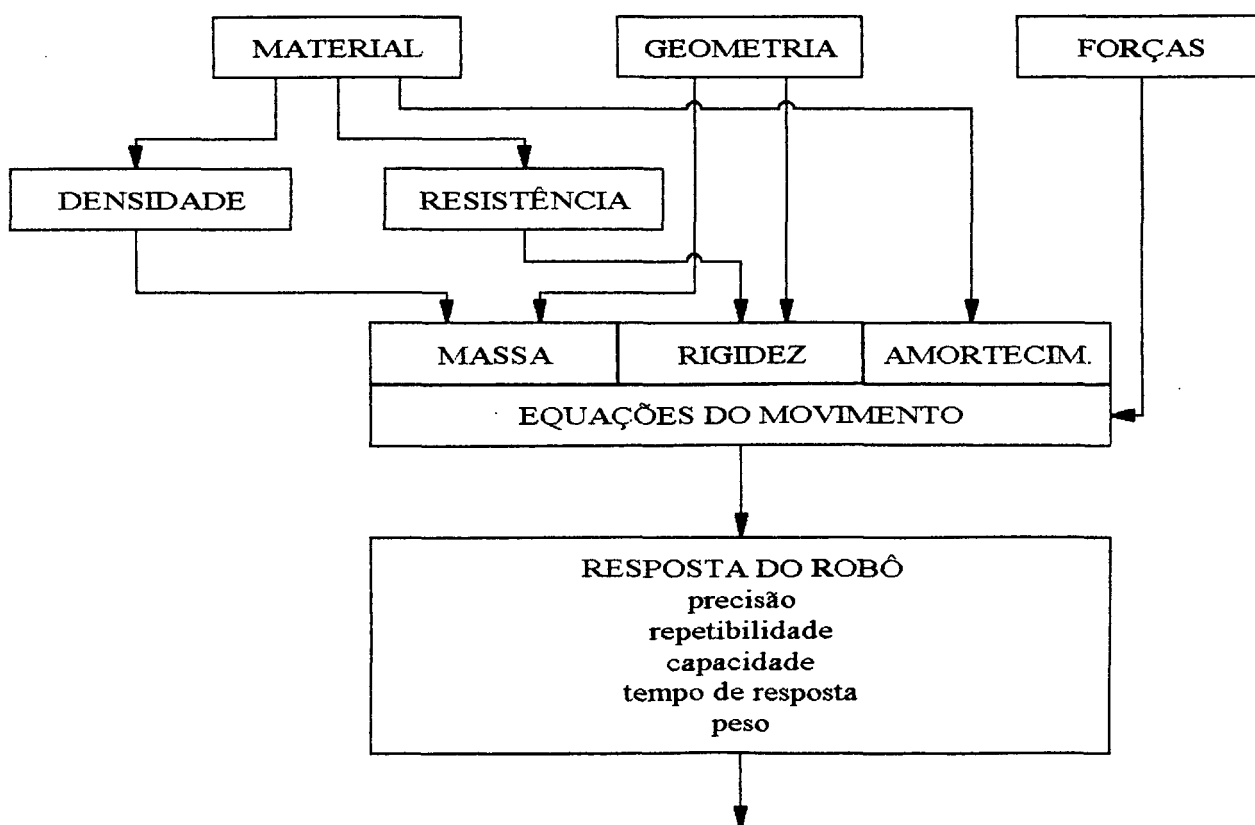 MATERIAL
GEOMETRIA
FORÇAS
DENSIDADE
RESISTÊNCIA
MASSA
RIGIDEZ
AMORTECIM.
EQUAÇÕES DO MOVIMENTO
RESPOSTA DO ROBÔ
precisão
repetibilidade
capacidade
tempo de resposta
peso